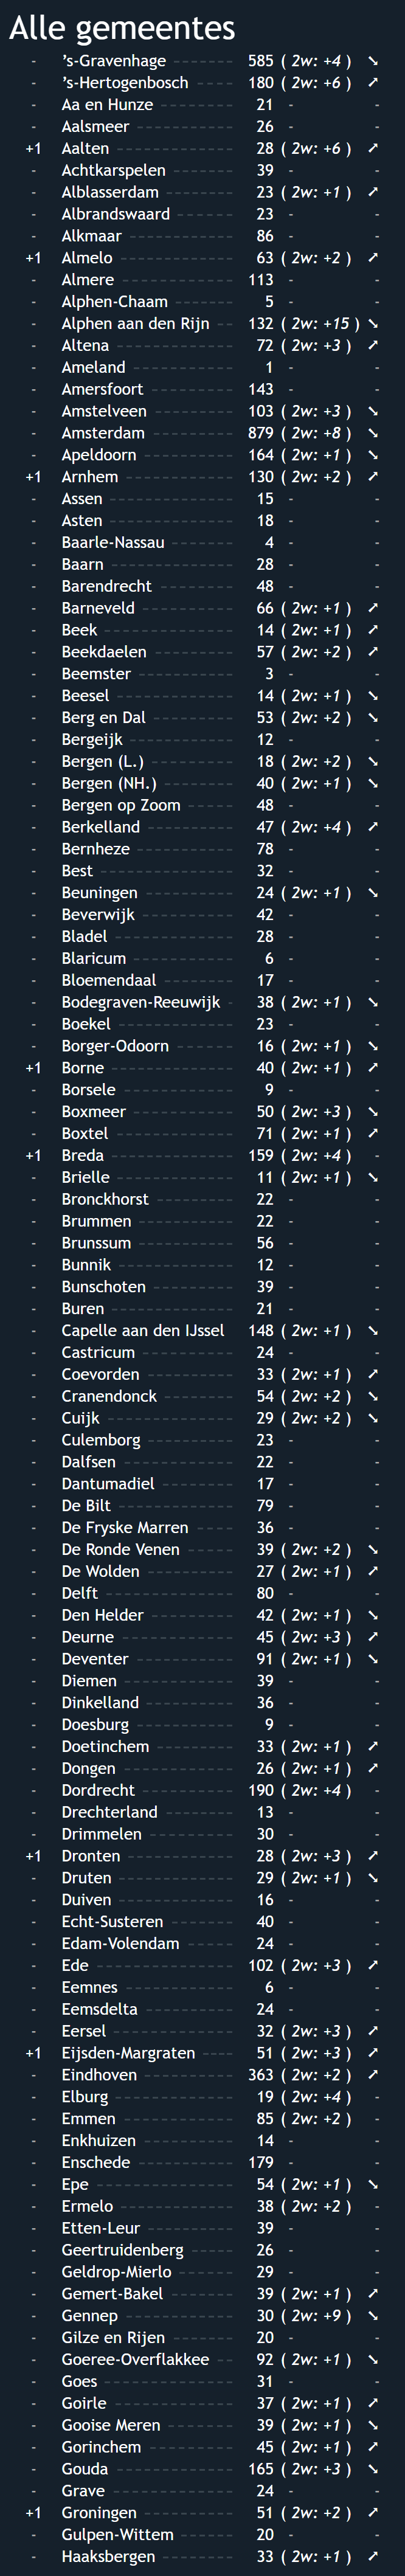 Alle gemeentes
- ’s-Gravenhage 585 ( 2w: +4 ) ➘
- ’s-Hertogenbosch 180 ( 2w: +6 ) ➚
- Aa en Hunze 21 - -
- Aalsmeer 26 - -
+1 Aalten 28 ( 2w: +6 ) ➚
- Achtkarspelen 39 - -
- Alblasserdam 23 ( 2w: +1 ) ➚
- Albrandswaard 23 - -
- Alkmaar 86 - -
+1 Almelo 63 ( 2w: +2 ) ➚
- Almere 113 - -
- Alphen-Chaam 5 - -
- Alphen aan den Rijn 132 ( 2w: +15 ) ➘
- Altena 72 ( 2w: +3 ) ➚
- Ameland 1 - -
- Amersfoort 143 - -
- Amstelveen 103 ( 2w: +3 ) ➘
- Amsterdam 879 ( 2w: +8 ) ➘
- Apeldoorn 164 ( 2w: +1 ) ➘
+1 Arnhem 130 ( 2w: +2 ) ➚
- Assen 15 - -
- Asten 18 - -
- Baarle-Nassau 4 - -
- Baarn 28 - -
- Barendrecht 48 - -
- Barneveld 66 ( 2w: +1 ) ➚
- Beek 14 ( 2w: +1 ) ➚
- Beekdaelen 57 ( 2w: +2 ) ➚
- Beemster 3 - -
- Beesel 14 ( 2w: +1 ) ➘
- Berg en Dal 53 ( 2w: +2 ) ➘
- Bergeijk 12 - -
- Bergen (L.) 18 ( 2w: +2 ) ➘
- Bergen (NH.) 40 ( 2w: +1 ) ➘
- Bergen op Zoom 48 - -
- Berkelland 47 ( 2w: +4 ) ➚
- Bernheze 78 - -
- Best 32 - -
- Beuningen 24 ( 2w: +1 ) ➘
- Beverwijk 42 - -
- Bladel 28 - -
- Blaricum 6 - -
- Bloemendaal 17 - -
- Bodegraven-Reeuwijk 38 ( 2w: +1 ) ➘
- Boekel 23 - -
- Borger-Odoorn 16 ( 2w: +1 ) ➘
+1 Borne 40 ( 2w: +1 ) ➚
- Borsele 9 - -
- Boxmeer 50 ( 2w: +3 ) ➘
- Boxtel 71 ( 2w: +1 ) ➚
+1 Breda 159 ( 2w: +4 ) -
- Brielle 11 ( 2w: +1 ) ➘
- Bronckhorst 22 - -
- Brummen 22 - -
- Brunssum 56 - -
- Bunnik 12 - -
- Bunschoten 39 - -
- Buren 21 - -
- Capelle aan den IJssel 148 ( 2w: +1 ) ➘
- Castricum 24 - -
- Coevorden 33 ( 2w: +1 ) ➚
- Cranendonck 54 ( 2w: +2 ) ➘
- Cuijk 29 ( 2w: +2 ) ➘
- Culemborg 23 - -
- Dalfsen 22 - -
- Dantumadiel 17 - -
- De Bilt 79 - -
- De Fryske Marren 36 - -
- De Ronde Venen 39 ( 2w: +2 ) ➘
- De Wolden 27 ( 2w: +1 ) ➚
- Delft 80 - -
- Den Helder 42 ( 2w: +1 ) ➘
- Deurne 45 ( 2w: +3 ) ➚
- Deventer 91 ( 2w: +1 ) ➘
- Diemen 39 - -
- Dinkelland 36 - -
- Doesburg 9 - -
- Doetinchem 33 ( 2w: +1 ) ➚
- Dongen 26 ( 2w: +1 ) ➚
- Dordrecht 190 ( 2w: +4 ) -
- Drechterland 13 - -
- Drimmelen 30 - -
+1 Dronten 28 ( 2w: +3 ) ➚
- Druten 29 ( 2w: +1 ) ➘
- Duiven 16 - -
- Echt-Susteren 40 - -
- Edam-Volendam 24 - -
- Ede 102 ( 2w: +3 ) ➚
- Eemnes 6 - -
- Eemsdelta 24 - -
- Eersel 32 ( 2w: +3 ) ➚
+1 Eijsden-Margraten 51 ( 2w: +3 ) ➚
- Eindhoven 363 ( 2w: +2 ) ➚
- Elburg 19 ( 2w: +4 ) -
- Emmen 85 ( 2w: +2 ) -
- Enkhuizen 14 - -
- Enschede 179 - -
- Epe 54 ( 2w: +1 ) ➘
- Ermelo 38 ( 2w: +2 ) -
- Etten-Leur 39 - -
- Geertruidenberg 26 - -
- Geldrop-Mierlo 29 - -
- Gemert-Bakel 39 ( 2w: +1 ) ➚
- Gennep 30 ( 2w: +9 ) ➘
- Gilze en Rijen 20 - -
- Goeree-Overflakkee 92 ( 2w: +1 ) ➘
- Goes 31 - -
- Goirle 37 ( 2w: +1 ) ➚
- Gooise Meren 39 ( 2w: +1 ) ➘
- Gorinchem 45 ( 2w: +1 ) ➚
- Gouda 165 ( 2w: +3 ) ➘
- Grave 24 - -
+1 Groningen 51 ( 2w: +2 ) ➚
- Gulpen-Wittem 20 - -
- Haaksbergen 33 ( 2w: +1 ) ➚